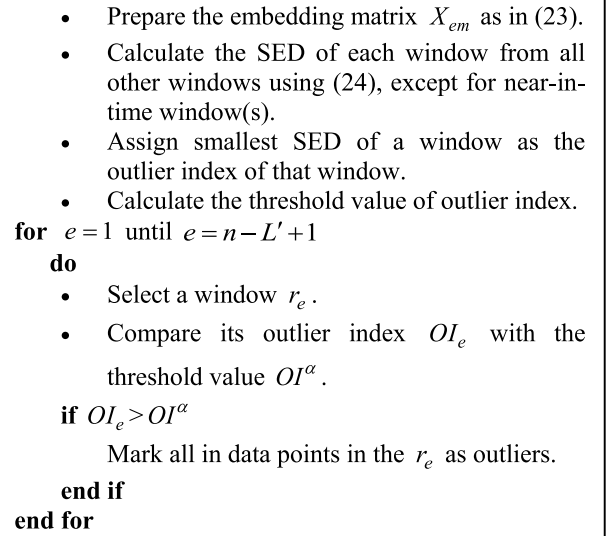 • Prepare the embedding matrix X_em as in (23).
• Calculate the SED of each window from all
other windows using (24), except for near-in-
time window(s).
• Assign smallest SED of a window as the
outlier index of that window.
• Calculate the threshold value of outlier index.
for e = 1 until e = n − L′ + 1
do
• Select a window r_e .
• Compare its outlier index OI_e with the
threshold value OI^α .
if OI_e > OI^α
Mark all in data points in the r_e as outliers.
end if
end for